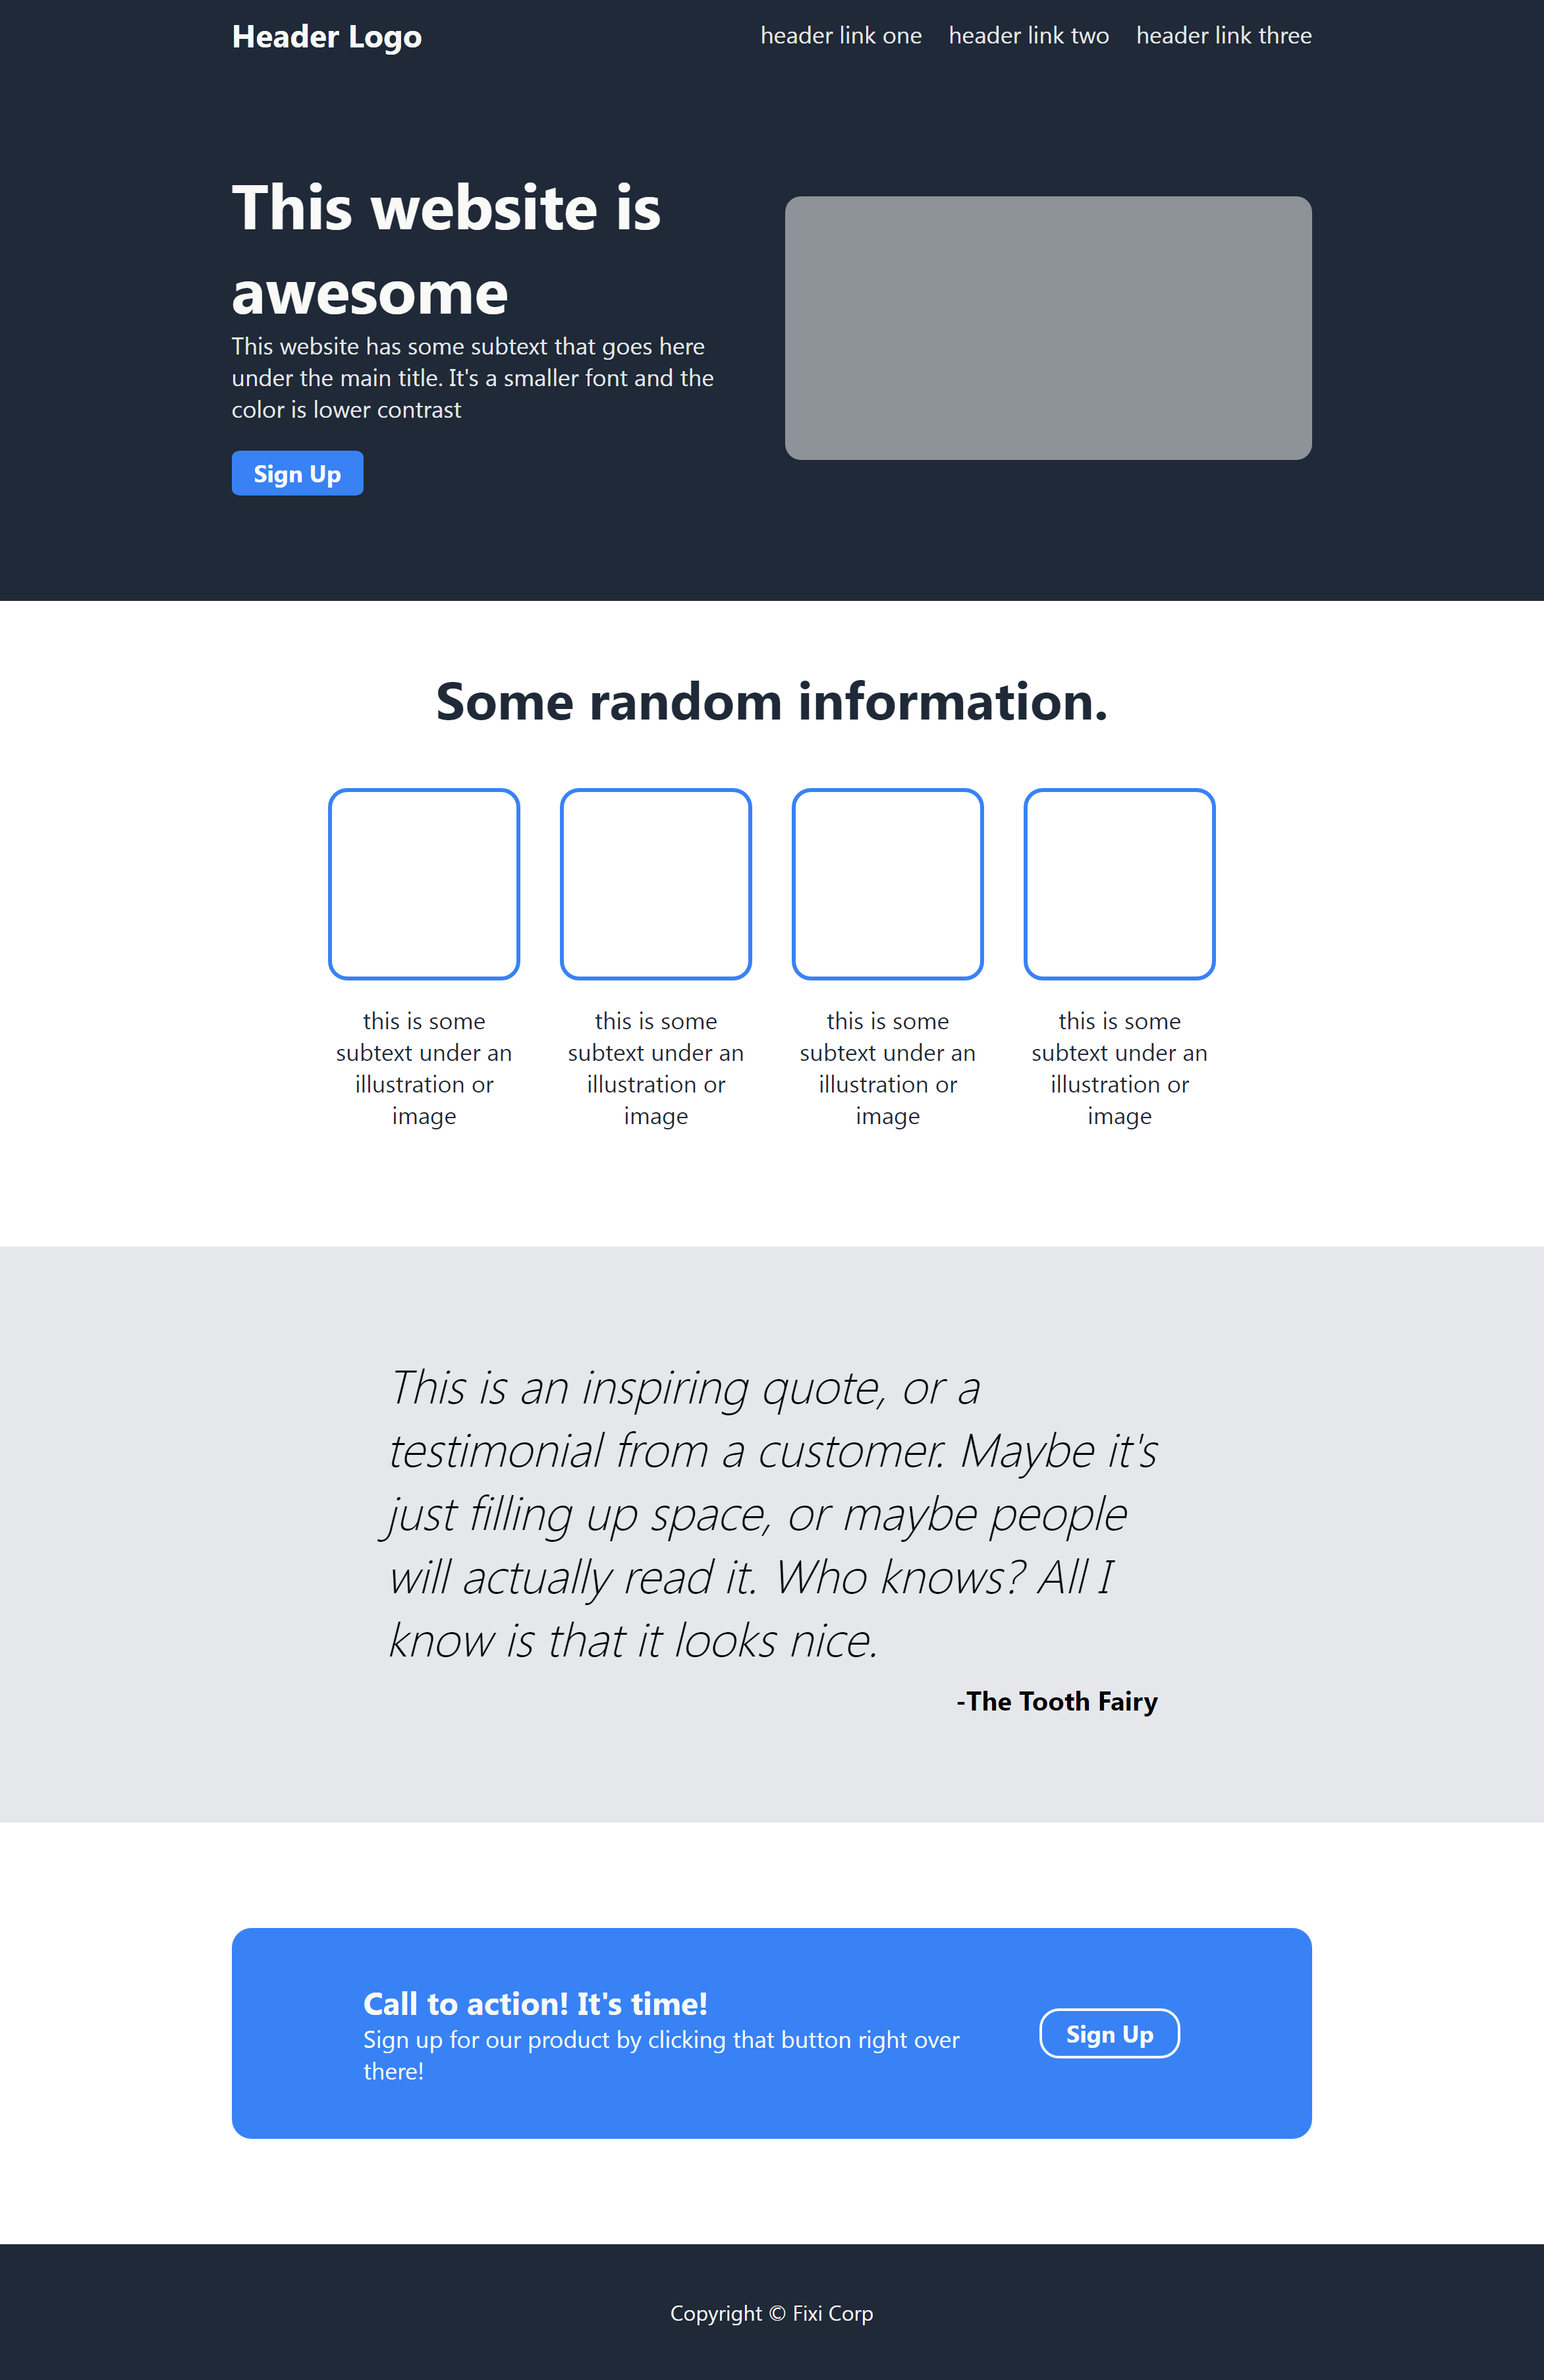 Header Logo
header link one header link two header link three
This website is
awesome
This website has some subtext that goes here
under the main title. It's a smaller font and the
color is lower contrast
Sign Up
Some random information.
this is some
subtext under an
illustration or
image
this is some
subtext under an
illustration or
image
this is some
subtext under an
illustration or
image
this is some
subtext under an
illustration or
image
This is an inspiring quote, or a
testimonial from a customer. Maybe it's
just filling up space, or maybe people
will actually read it. Who knows? All I
know is that it looks nice.
-The Tooth Fairy
Call to action! It's time!
Sign up for our product by clicking that button right over
there!
Sign Up
Copyright © Fixi Corp